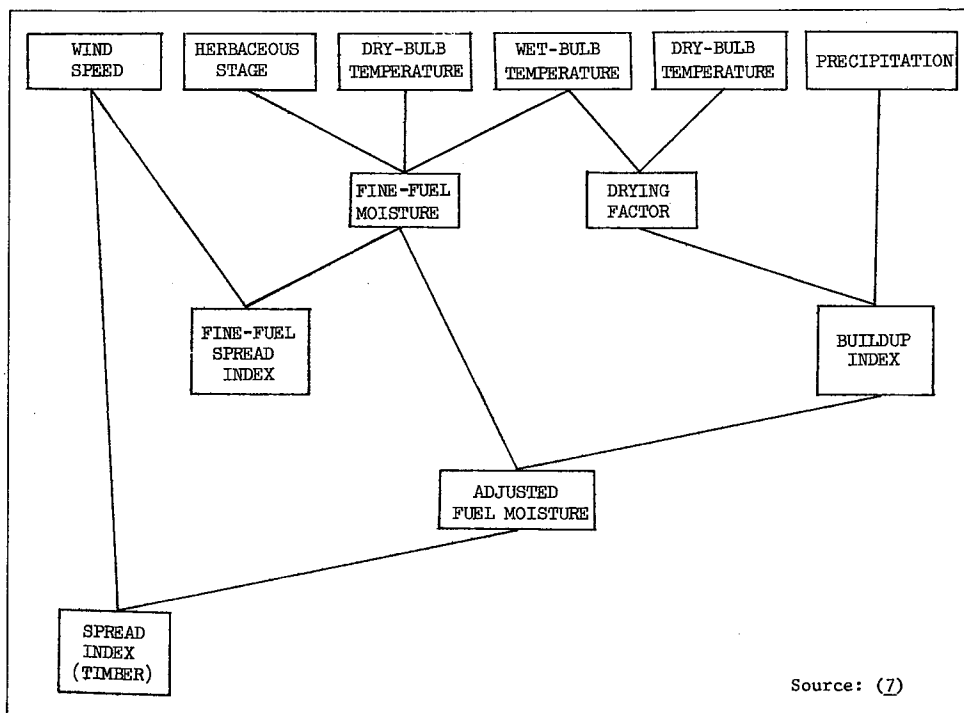 WIND
SPEED
HERBACEOUS
STAGE
DRY-BULB
TEMPERATURE
WET-BULB
TEMPERATURE
DRY-BULB
TEMPERATURE
PRECIPITATION
FINE-FUEL
MOISTURE
DRYING
FACTOR
FINE-FUEL
SPREAD
INDEX
BUILDUP
INDEX
ADJUSTED
FUEL MOISTURE
SPREAD
INDEX
(TIMBER)
Source: (7)